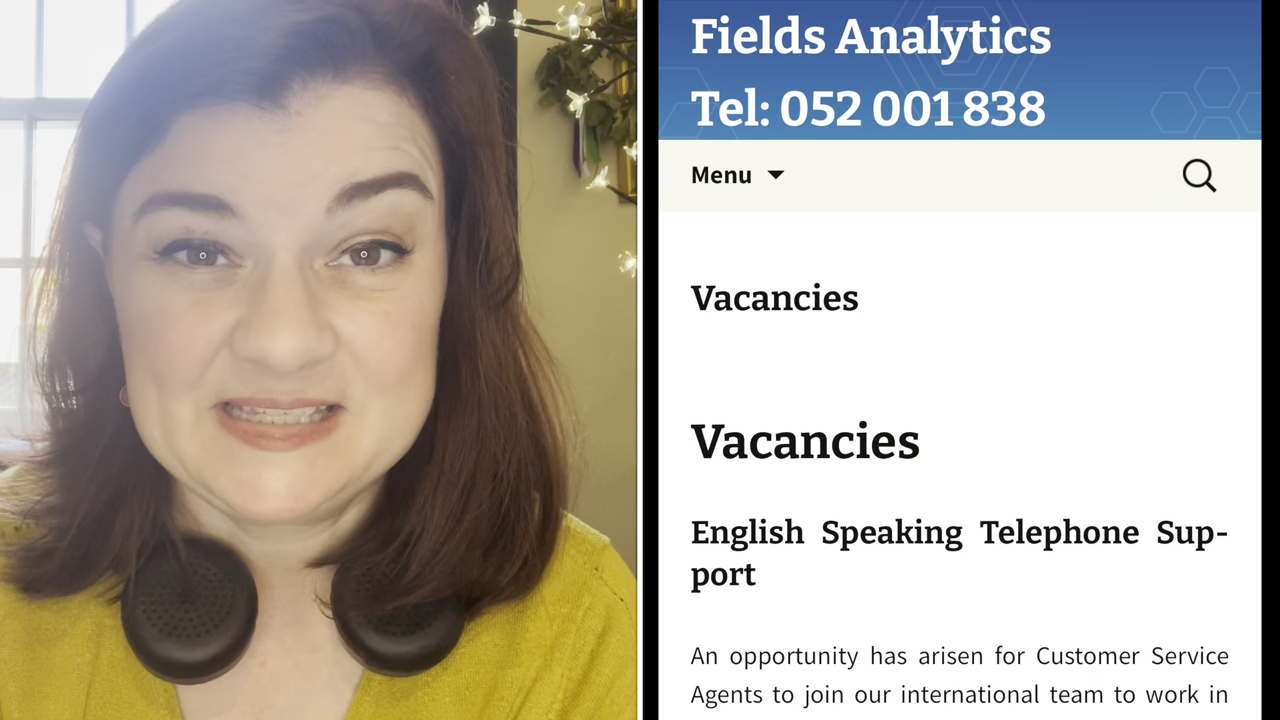 Fields Analytics
Tel: 052 001 838
Menu
Vacancies
Vacancies
English Speaking Telephone Sup-
port
An opportunity has arisen for Customer Service
Agents to join our international team to work in